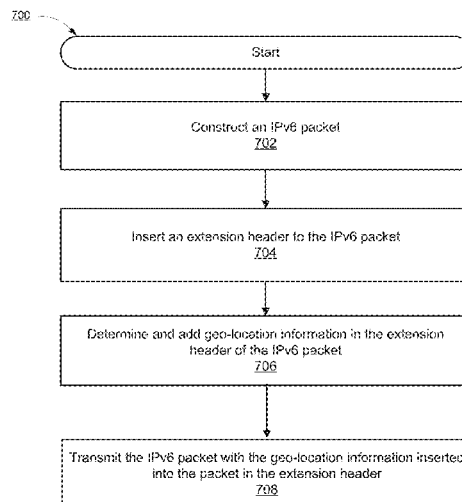 700
Start
Construct an IPv6 packet
702
Insert an extension header to the IPv6 packet
704
Determine and add geo-location information in the extension
header of the IPv6 packet
706
Transmit the IPv6 packet with the geo-location information inserted
into the packet in the extension header
708